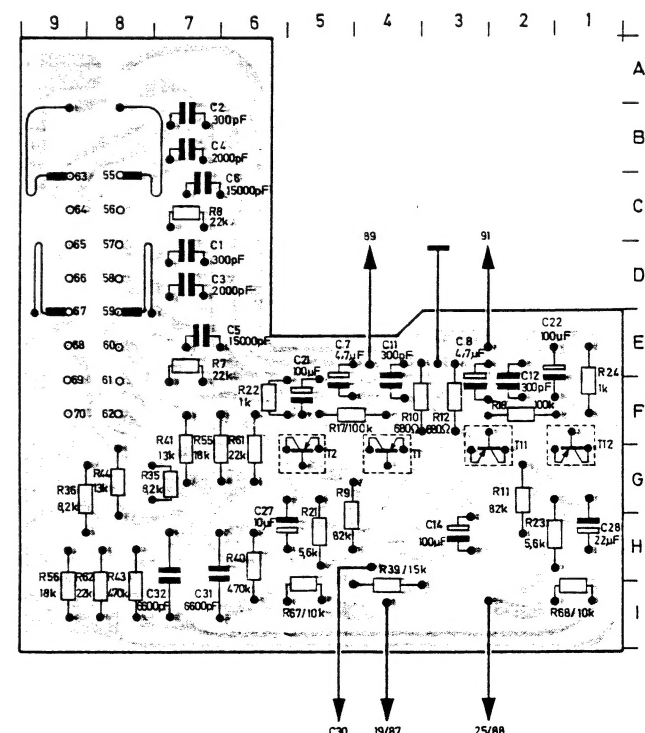 9 8 7 6 5 4 3 2 1
A
C2
300pF
B
C4
2000pF
63 55
C6
15000pF
C
64 56
R8
22k
89
91
65 57
C1
300pF
D
66 58
C3
2000pF
67 59
C5
15000pF
C7
4,7µF
C11
300pF
C8
4,7µF
C22
100µF
E
68 60
C21
100µF
R7
22k
C12
300pF
R24
1k
69 61
R22
1k
R10
680Ω
R12
680Ω
100k
F
70 62
R17/100k
R41
13k
R55
18k
R61
22k
T2
T1
T11
T12
R44
13k
R35
8,2k
G
R36
8,2k
R9
82k
R11
82k
C27
10µF
R21
5,6k
C14
100µF
R23
5,6k
C28
22µF
H
R40
470k
R39/15k
R56
18k
R62
22k
R43
470k
C32
6600pF
C31
6600pF
R67/10k
R68/10k
I
C30 19/87 25/88